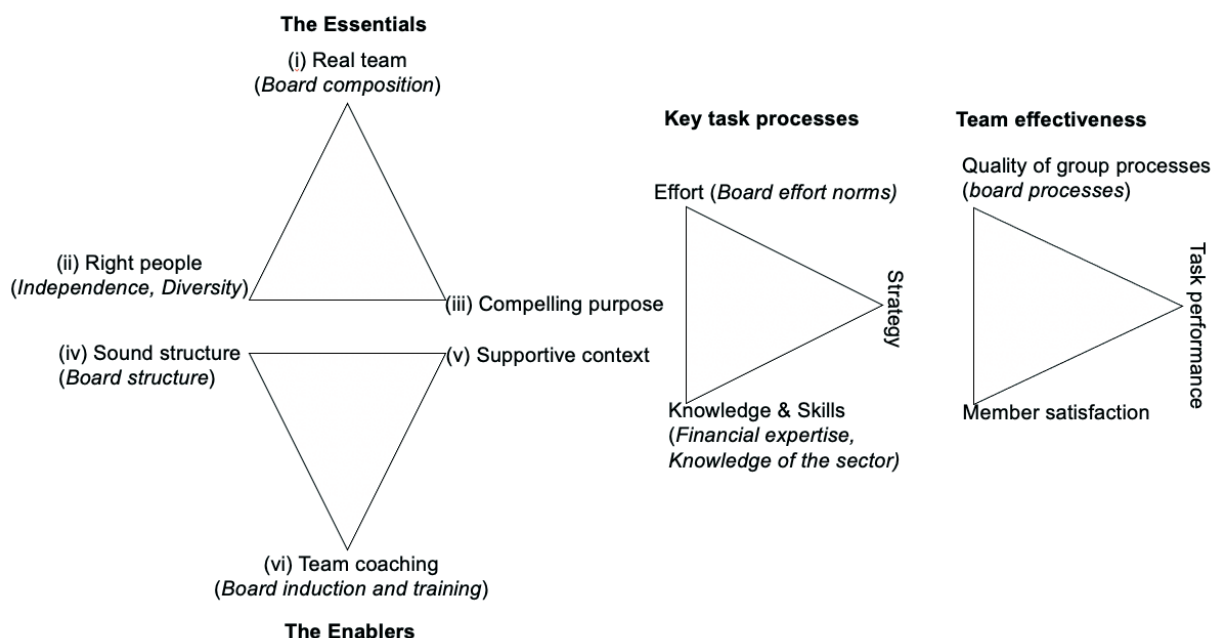 The Essentials
(i) Real team
(Board composition)
(ii) Right people
(Independence, Diversity)
(iii) Compelling purpose
(iv) Sound structure
(Board structure)
(v) Supportive context
(vi) Team coaching
(Board induction and training)
The Enablers
Key task processes
Effort (Board effort norms)
Strategy
Knowledge & Skills
(Financial expertise,
Knowledge of the sector)
Team effectiveness
Quality of group processes
(board processes)
Task performance
Member satisfaction